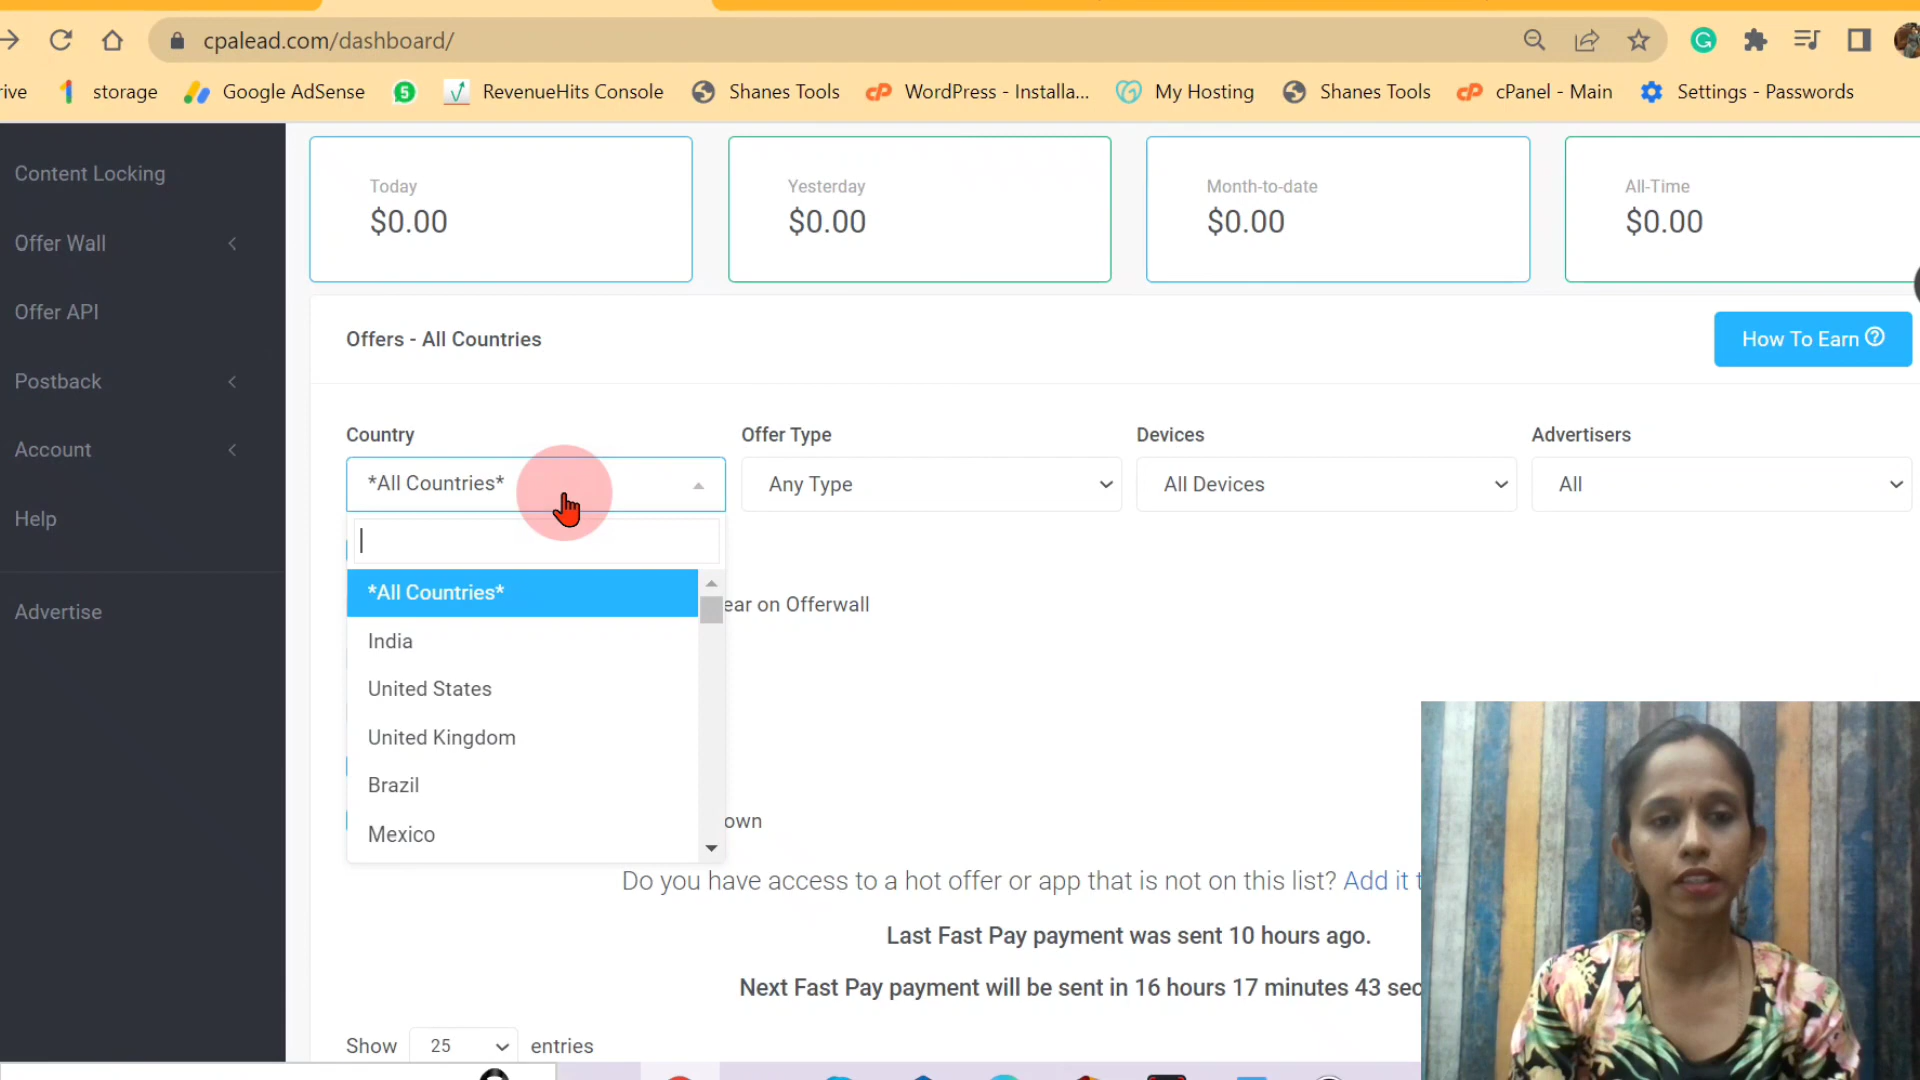 cpalead.com/dashboard/
rive storage Google AdSense 5 RevenueHits Console Shanes Tools cP WordPress - Installa... My Hosting Shanes Tools cP cPanel - Main Settings - Passwords
Content Locking
Offer Wall
Offer API
Postback
Account
Help
Advertise
Today
$0.00
Yesterday
$0.00
Month-to-date
$0.00
All-Time
$0.00
Offers - All Countries
How To Earn
Country
Offer Type
Devices
Advertisers
*All Countries*
Any Type
All Devices
All
*All Countries*
India
United States
United Kingdom
Brazil
Mexico
ear on Offerwall
own
Do you have access to a hot offer or app that is not on this list? Add it t
Last Fast Pay payment was sent 10 hours ago.
Next Fast Pay payment will be sent in 16 hours 17 minutes 43 sec
Show 25 entries